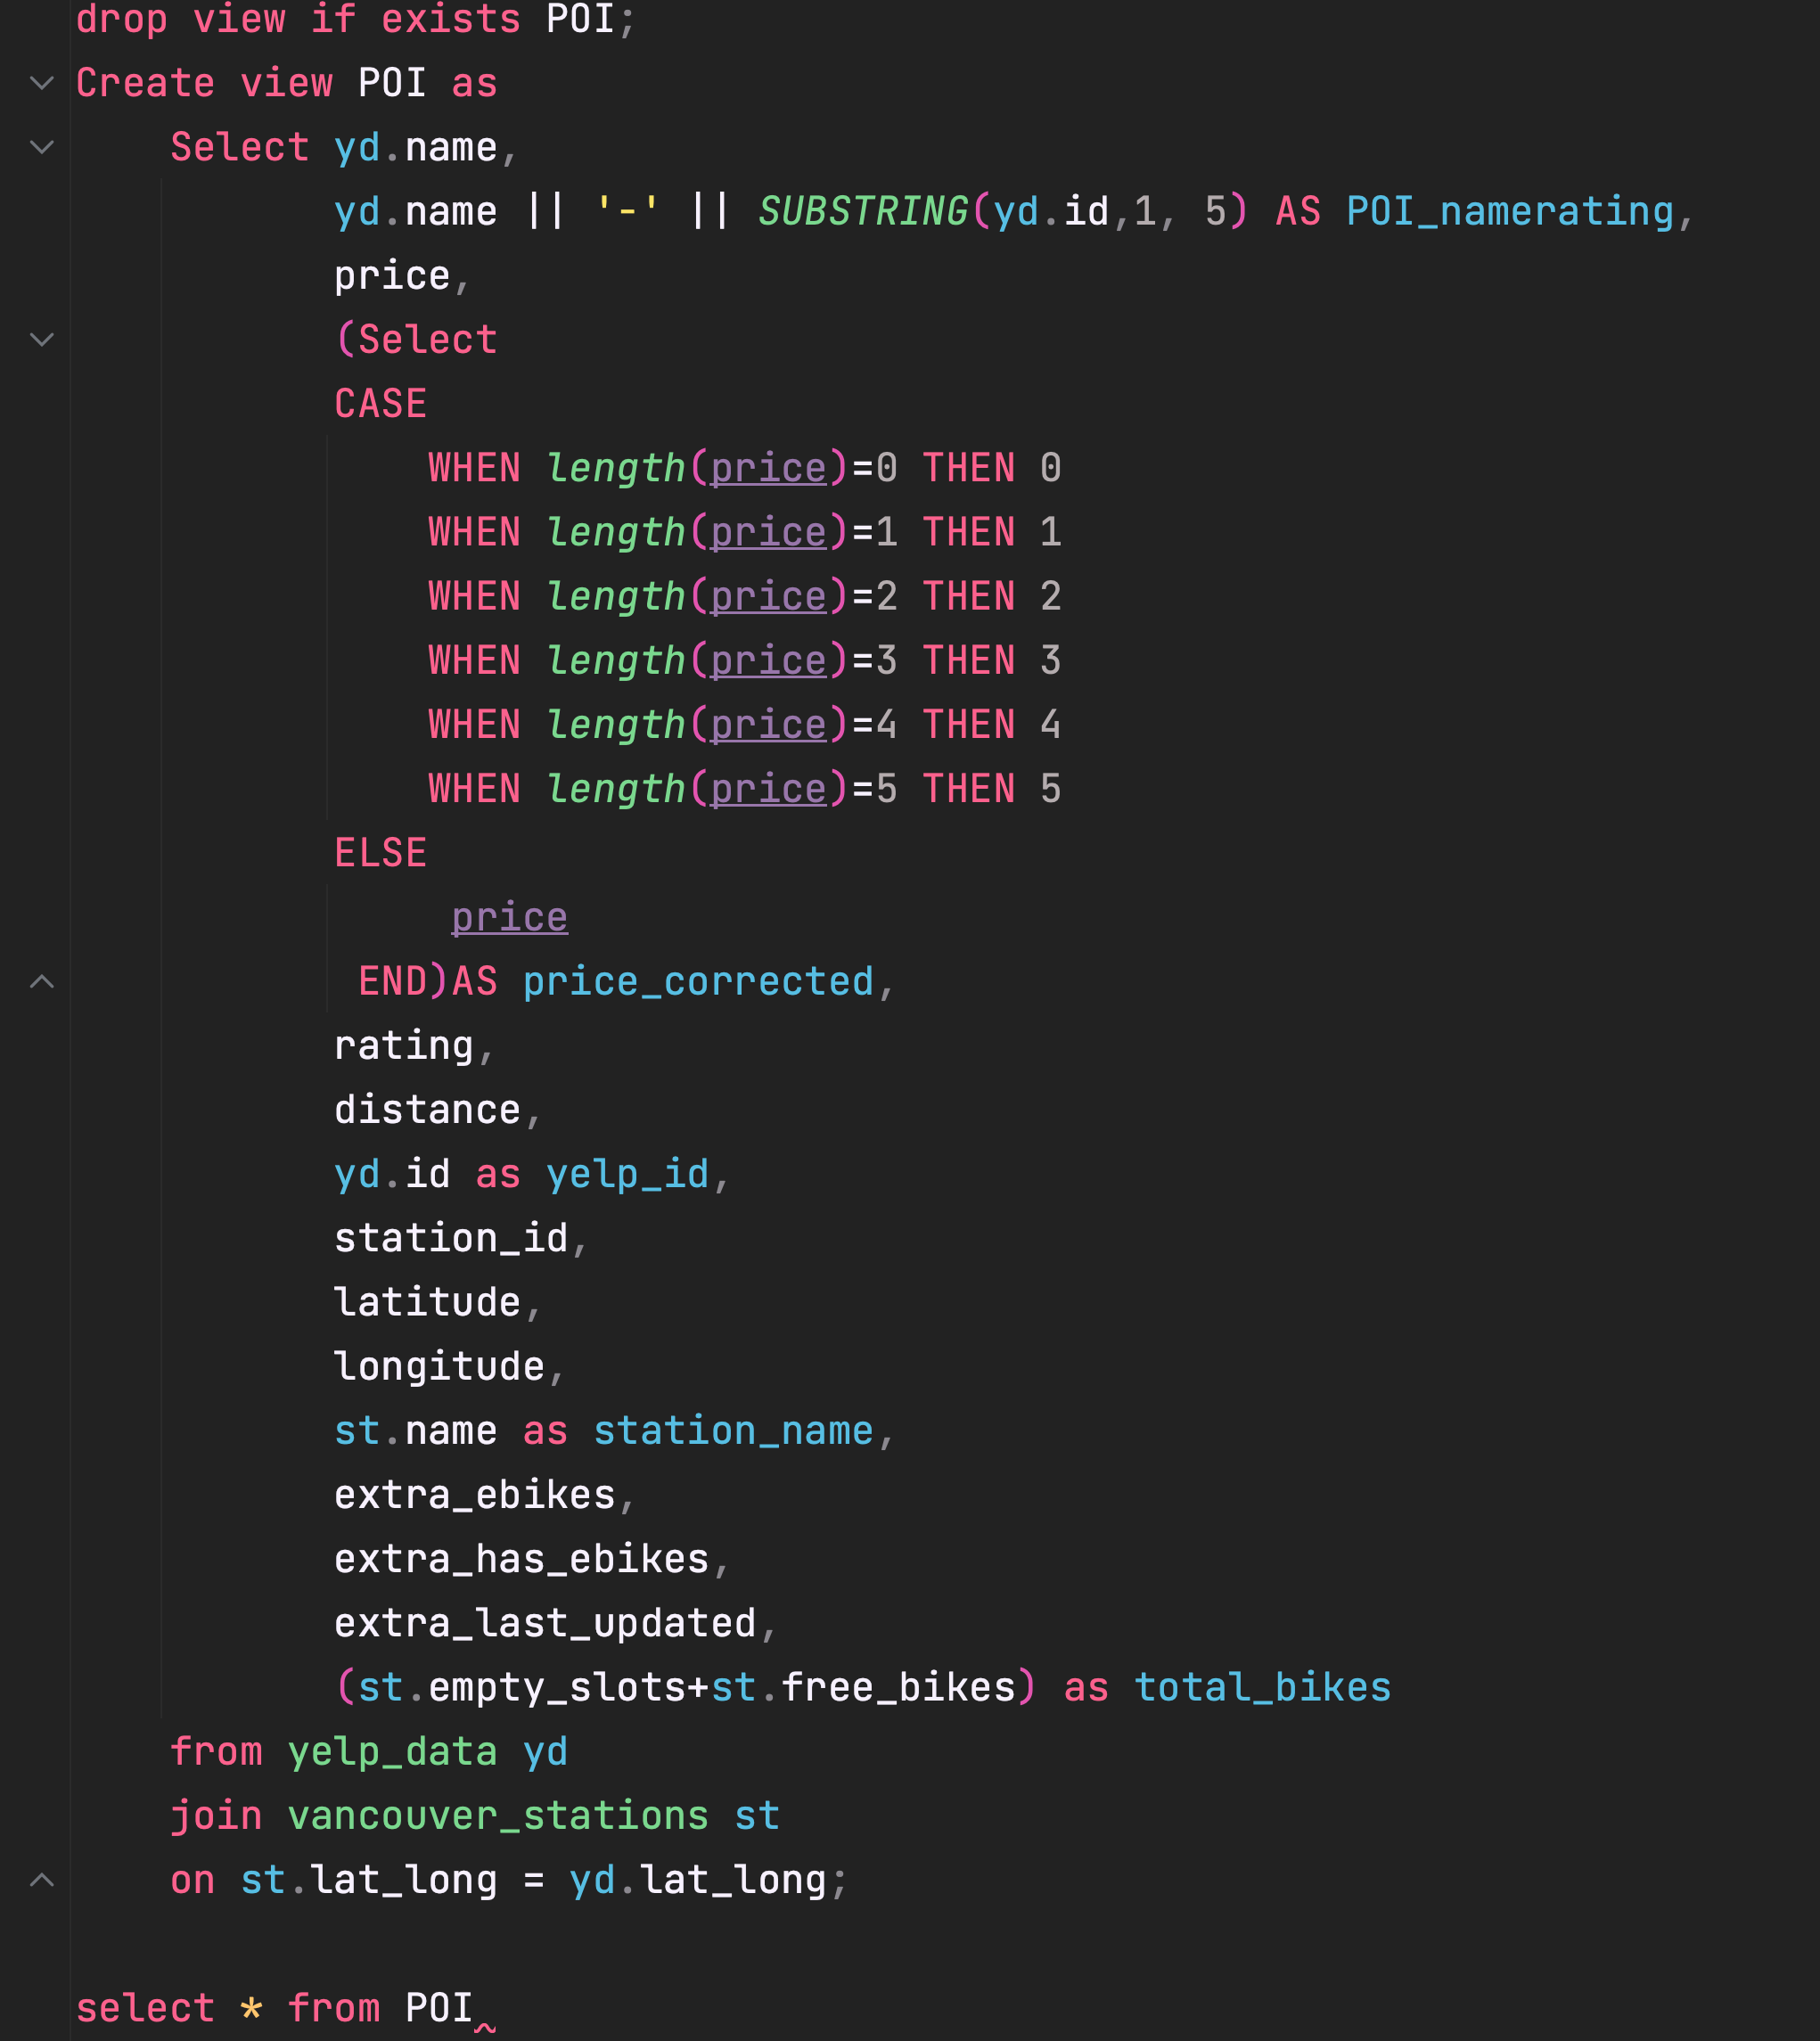 drop view if exists POI;
Create view POI as
Select yd.name,
yd.name || '-' || SUBSTRING(yd.id,1, 5) AS POI_namerating,
price,
(Select
CASE
WHEN length(price)=0 THEN 0
WHEN length(price)=1 THEN 1
WHEN length(price)=2 THEN 2
WHEN length(price)=3 THEN 3
WHEN length(price)=4 THEN 4
WHEN length(price)=5 THEN 5
ELSE
price
END)AS price_corrected,
rating,
distance,
yd.id as yelp_id,
station_id,
latitude,
longitude,
st.name as station_name,
extra_ebikes,
extra_has_ebikes,
extra_last_updated,
(st.empty_slots+st.free_bikes) as total_bikes
from yelp_data yd
join vancouver_stations st
on st.lat_long = yd.lat_long;
select * from POI